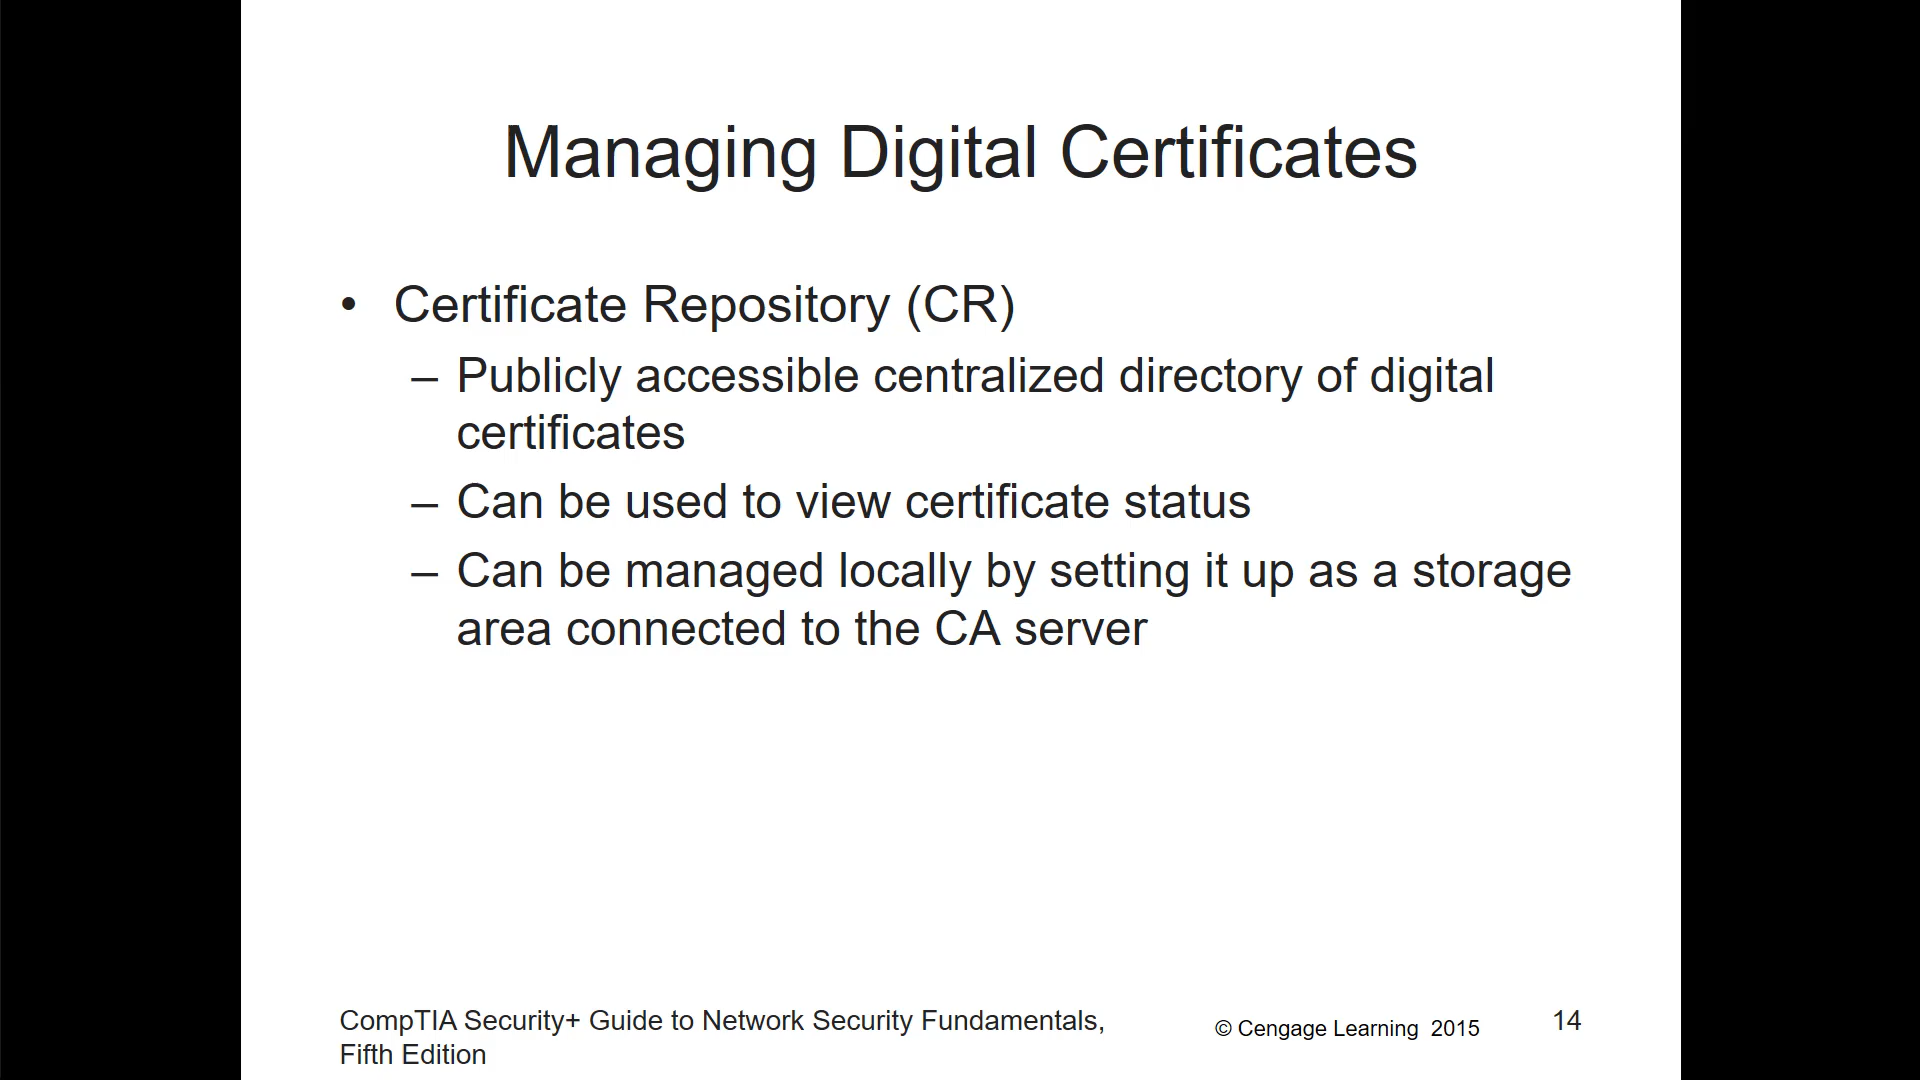 Managing Digital Certificates
• Certificate Repository (CR)
– Publicly accessible centralized directory of digital
certificates
– Can be used to view certificate status
– Can be managed locally by setting it up as a storage
area connected to the CA server
CompTIA Security+ Guide to Network Security Fundamentals,
Fifth Edition
© Cengage Learning 2015
14